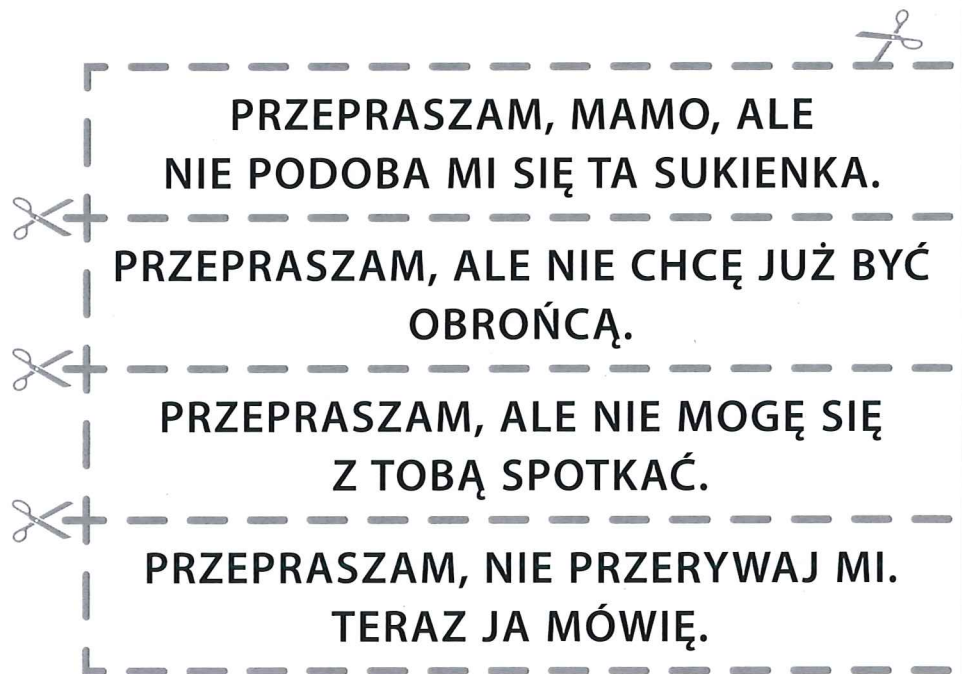 PRZEPRASZAM, MAMO, ALE
NIE PODOBA MI SIĘ TA SUKIENKA.
PRZEPRASZAM, ALE NIE CHCĘ JUŻ BYĆ
OBROŃCĄ.
PRZEPRASZAM, ALE NIE MOGĘ SIĘ
Z TOBĄ SPOTKAĆ.
PRZEPRASZAM, NIE PRZERYWAJ MI.
TERAZ JA MÓWIĘ.